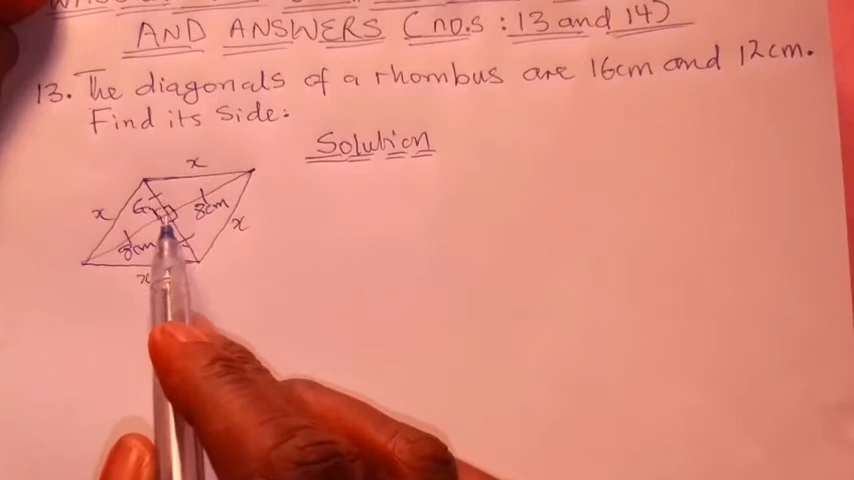 AND ANSWERS (no.s : 13 and 14)
13. The diagonals of a rhombus are 16cm and 12cm.
Find its side:
Solution
x
x
8cm
x
8cm
x